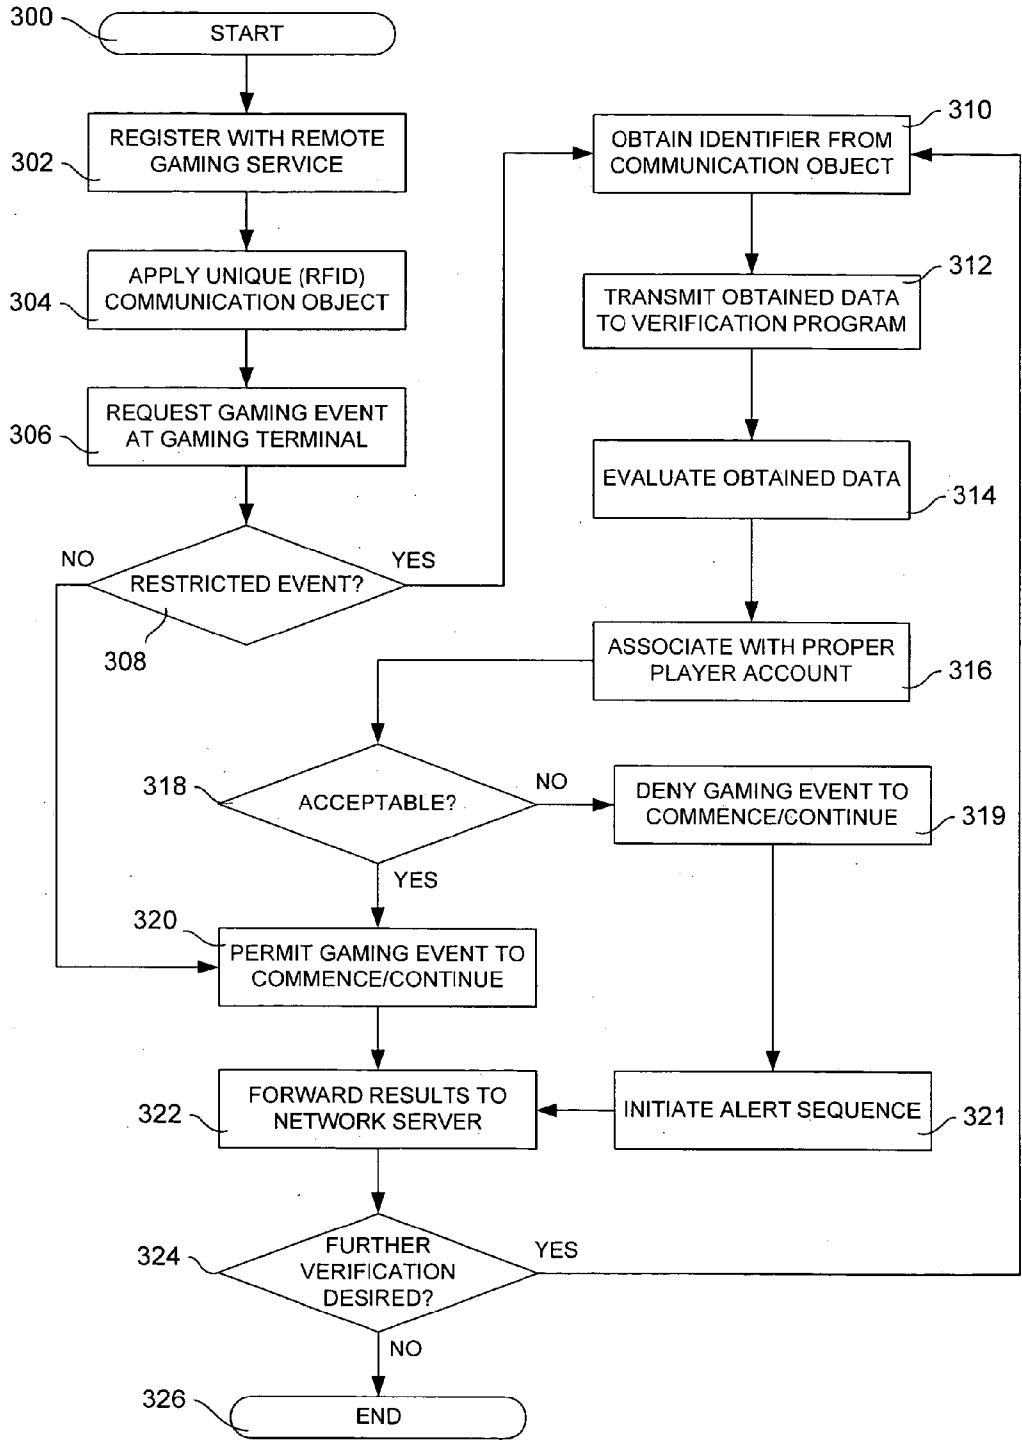 300
START
302
REGISTER WITH REMOTE
GAMING SERVICE
304
APPLY UNIQUE (RFID)
COMMUNICATION OBJECT
306
REQUEST GAMING EVENT
AT GAMING TERMINAL
NO
YES
RESTRICTED EVENT?
308
310
OBTAIN IDENTIFIER FROM
COMMUNICATION OBJECT
312
TRANSMIT OBTAINED DATA
TO VERIFICATION PROGRAM
EVALUATE OBTAINED DATA
314
ASSOCIATE WITH PROPER
PLAYER ACCOUNT
316
318
ACCEPTABLE?
NO
YES
DENY GAMING EVENT TO
COMMENCE/CONTINUE
319
320
PERMIT GAMING EVENT TO
COMMENCE/CONTINUE
322
FORWARD RESULTS TO
NETWORK SERVER
INITIATE ALERT SEQUENCE
321
324
FURTHER
VERIFICATION
DESIRED?
YES
NO
326
END